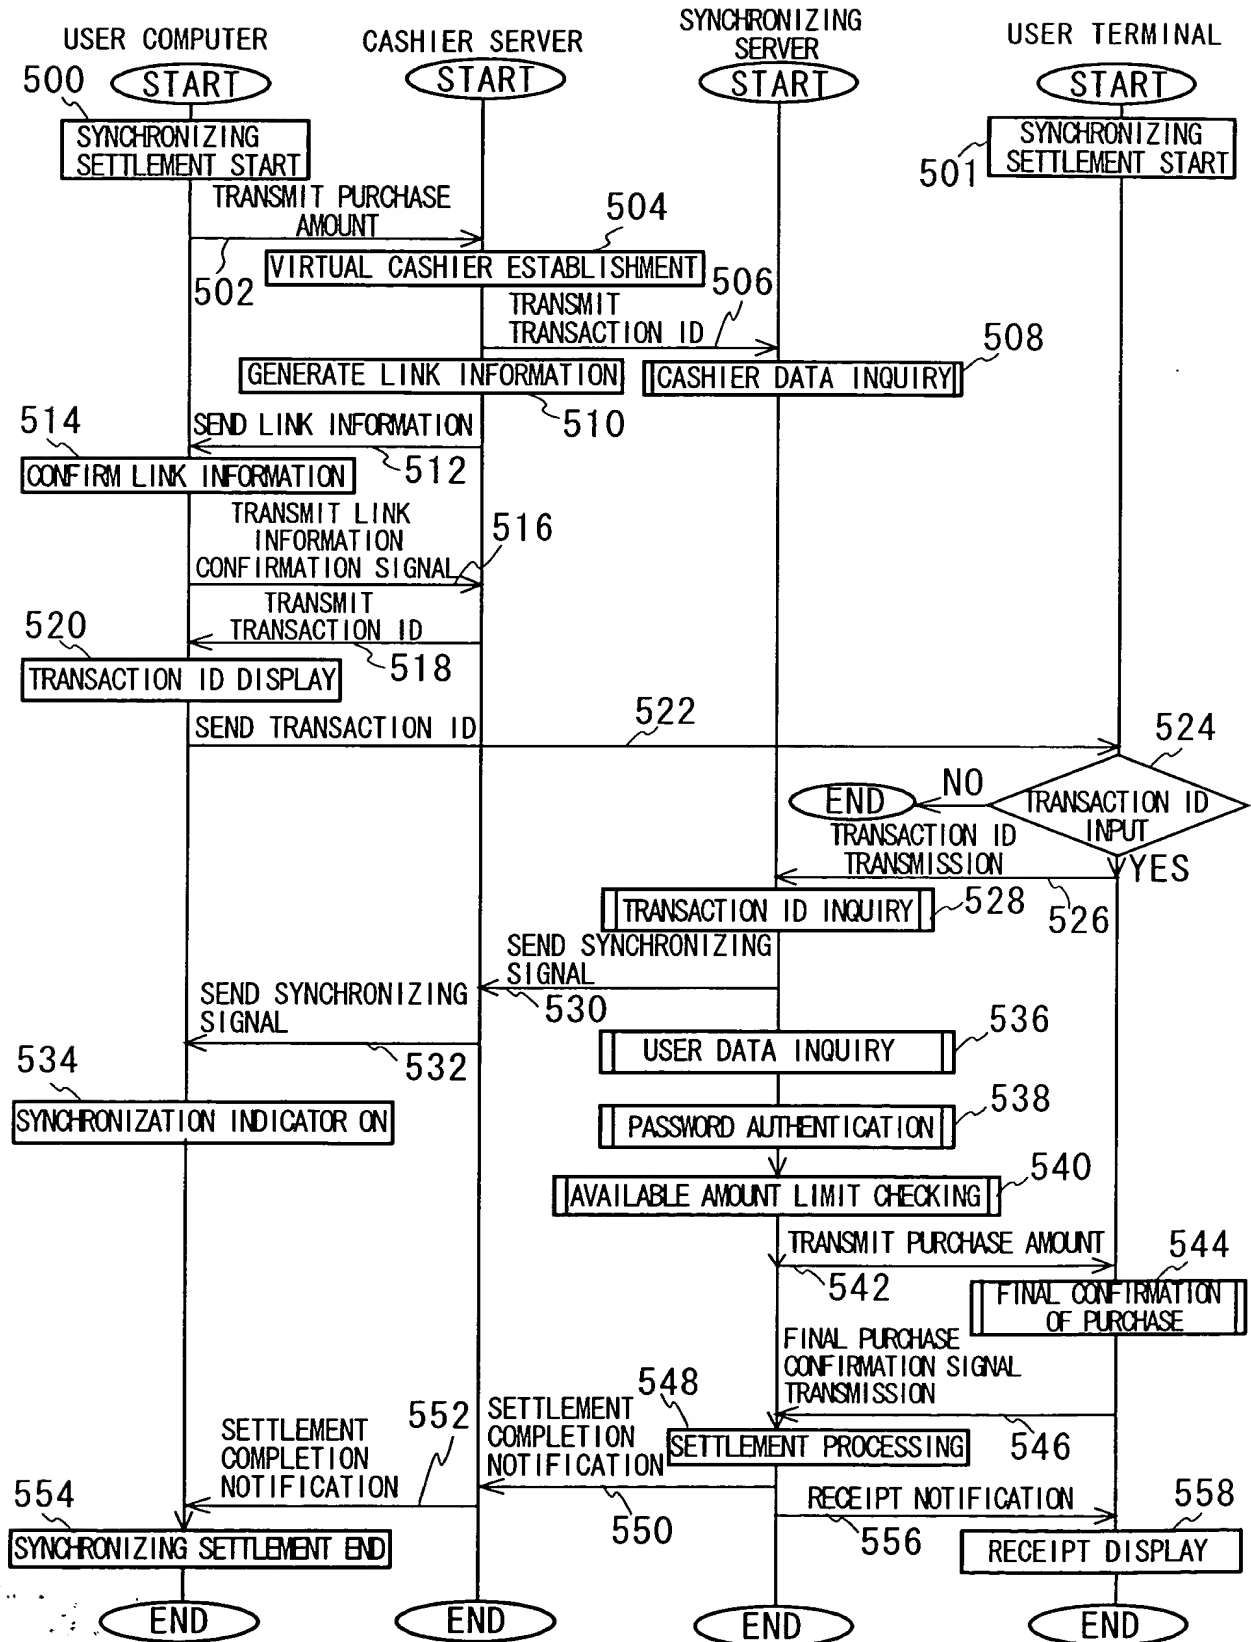 USER COMPUTER
CASHIER SERVER
SYNCHRONIZING
SERVER
USER TERMINAL
START
START
START
START
500
SYNCHRONIZING
SETTLEMENT START
501
SYNCHRONIZING
SETTLEMENT START
TRANSMIT PURCHASE
AMOUNT
502
504
VIRTUAL CASHIER ESTABLISHMENT
506
TRANSMIT
TRANSACTION ID
508
GENERATE LINK INFORMATION
CASHIER DATA INQUIRY
510
514
SEND LINK INFORMATION
512
CONFIRM LINK INFORMATION
TRANSMIT LINK
INFORMATION
CONFIRMATION SIGNAL
516
TRANSMIT
TRANSACTION ID
518
520
TRANSACTION ID DISPLAY
SEND TRANSACTION ID
522
524
END
NO
TRANSACTION ID
INPUT
TRANSACTION ID
TRANSMISSION
YES
526
TRANSACTION ID INQUIRY
528
SEND SYNCHRONIZING
SIGNAL
530
SEND SYNCHRONIZING
SIGNAL
532
534
536
USER DATA INQUIRY
SYNCHRONIZATION INDICATOR ON
538
PASSWORD AUTHENTICATION
540
AVAILABLE AMOUNT LIMIT CHECKING
TRANSMIT PURCHASE AMOUNT
542
544
FINAL CONFIRMATION
OF PURCHASE
FINAL PURCHASE
CONFIRMATION SIGNAL
TRANSMISSION
546
548
SETTLEMENT PROCESSING
SETTLEMENT
COMPLETION
NOTIFICATION
550
552
SETTLEMENT
COMPLETION
NOTIFICATION
554
SYNCHRONIZING SETTLEMENT END
RECEIPT NOTIFICATION
556
558
RECEIPT DISPLAY
END
END
END
END